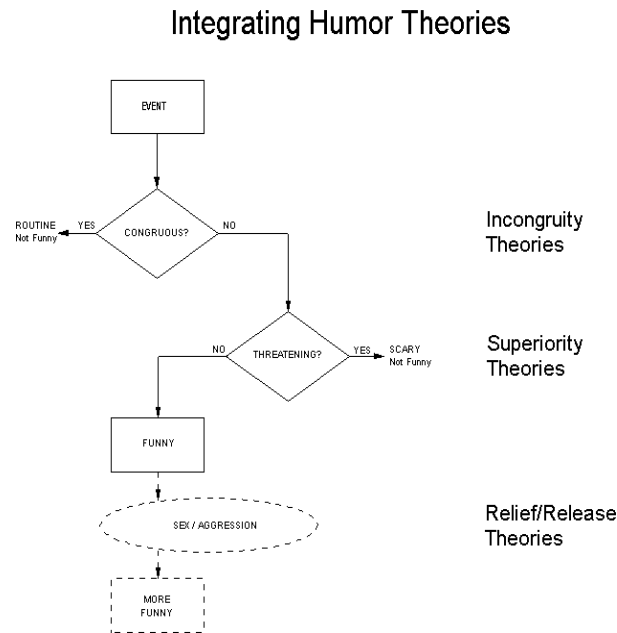 Integrating Humor Theories
EVENT
ROUTINE
Not Funny
YES
CONGRUOUS?
NO
Incongruity
Theories
NO
THREATENING?
YES
SCARY
Not Funny
Superiority
Theories
FUNNY
SEX / AGGRESSION
Relief/Release
Theories
MORE
FUNNY